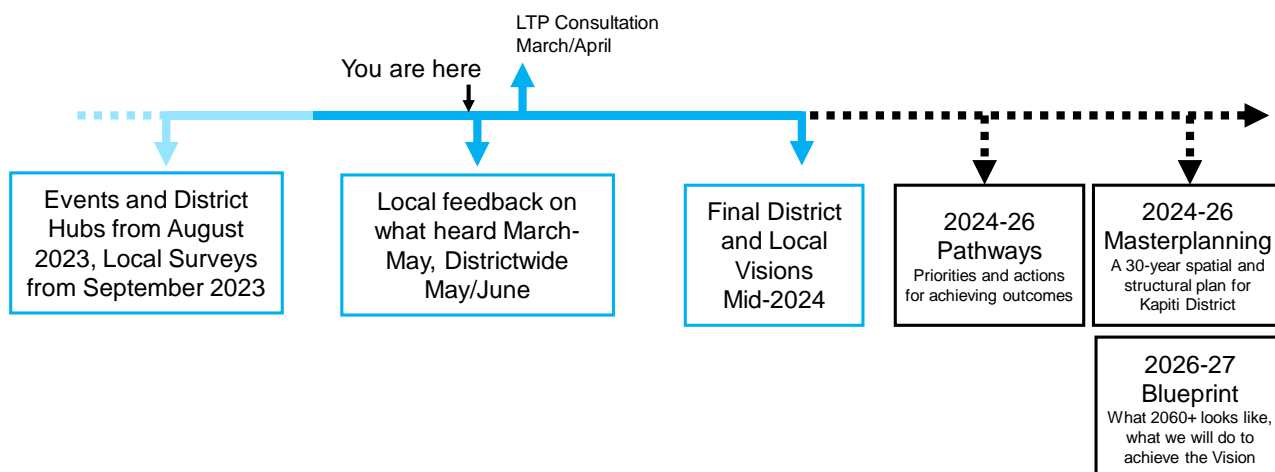 LTP Consultation
March/April
You are here
Events and District
Hubs from August
2023, Local Surveys
from September 2023
Local feedback on
what heard March-
May, Districtwide
May/June
Final District
and Local
Visions
Mid-2024
2024-26
Pathways
Priorities and actions
for achieving outcomes
2024-26
Masterplanning
A 30-year spatial and
structural plan for
Kapiti District
2026-27
Blueprint
What 2060+ looks like,
what we will do to
achieve the Vision